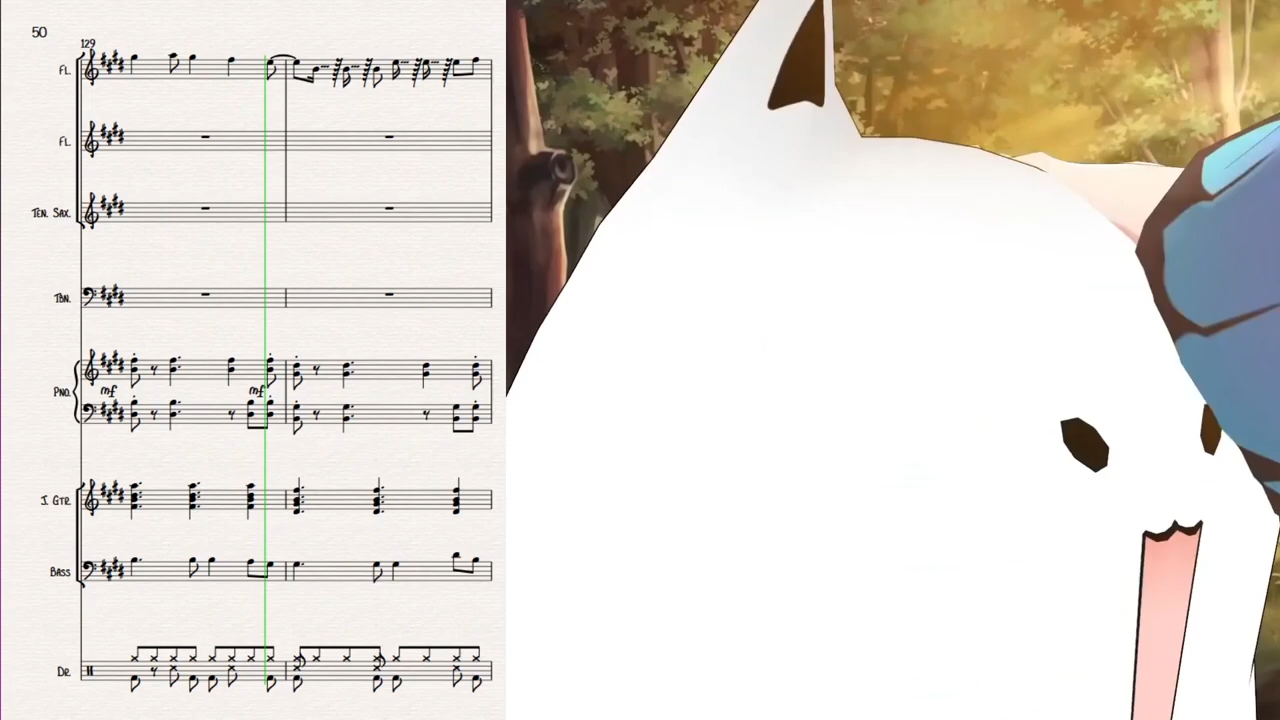 50
129
FL.
FL.
TEN. SAX.
TBN.
PNO.
mf
mf
J. GTR.
BASS
DR.